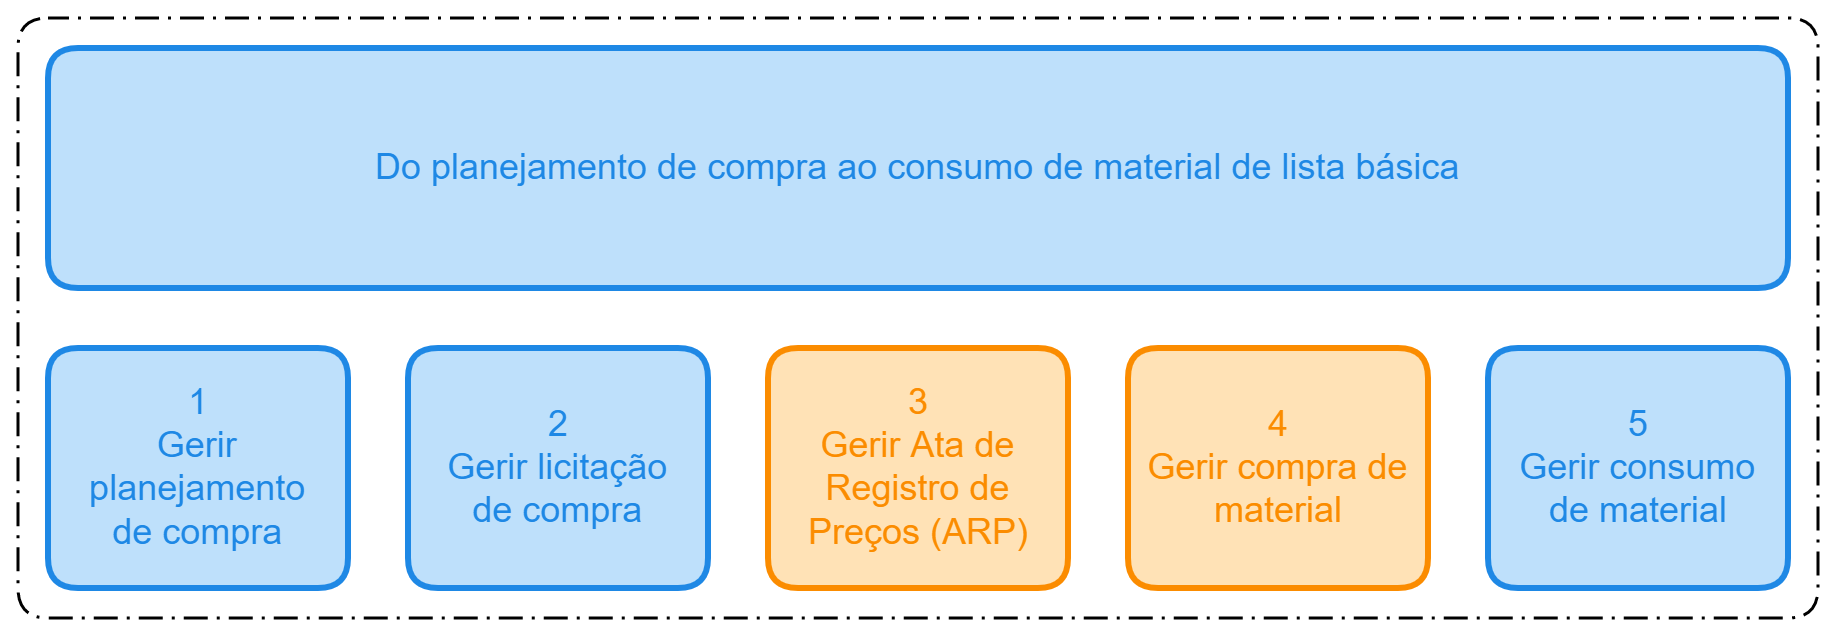 Do planejamento de compra ao consumo de material de lista básica
1
Gerir
planejamento
de compra
2
Gerir licitação
de compra
3
Gerir Ata de
Registro de
Preços (ARP)
4
Gerir compra de
material
5
Gerir consumo
de material